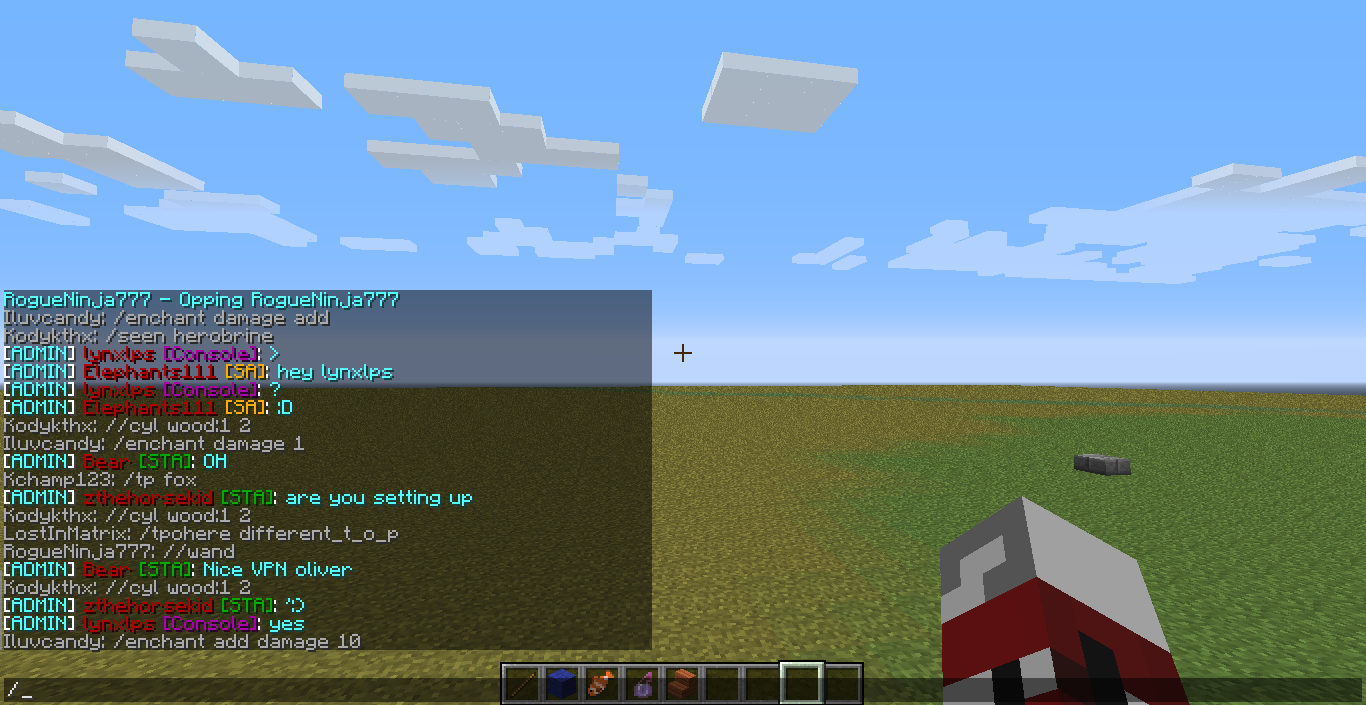 RogueNinja777 - Opping RogueNinja777
Iluvcandy: /enchant damage add
Kodykthx: /seen herobrine
[ADMIN] lynxlps [Console]: >
[ADMIN] Elephants111 [SA]: hey lynxlps
[ADMIN] lynxlps [Console]: ?
[ADMIN] Elephants111 [SA]: :D
Kodykthx: //cyl wood:1 2
Iluvcandy: /enchant damage 1
[ADMIN] Bear [STA]: OH
Kchamp123: /tp fox
[ADMIN] zthehorsekid [STA]: are you setting up
Kodykthx: //cyl wood:1 2
LostInMatrix: /tpohere different_t_o_p
RogueNinja777: //wand
[ADMIN] Bear [STA]: Nice VPN oliver
Kodykthx: //cyl wood:1 2
[ADMIN] zthehorsekid [STA]: ":)
[ADMIN] lynxlps [Console]: yes
Iluvcandy: /enchant add damage 10
/_